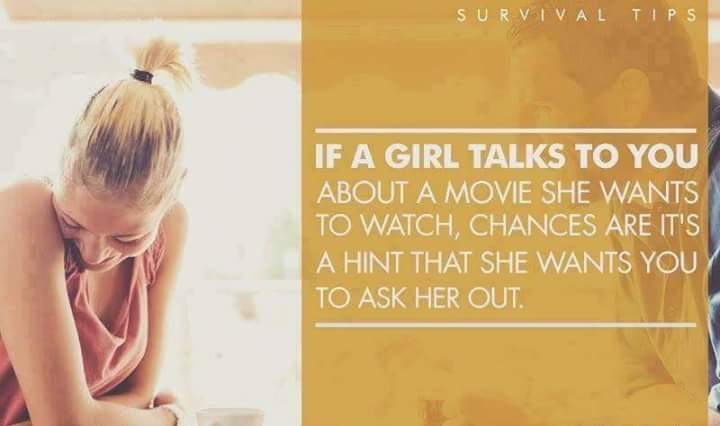 SURVIVAL TIPS
IF A GIRL TALKS TO YOU
ABOUT A MOVIE SHE WANTS
TO WATCH, CHANCES ARE IT'S
A HINT THAT SHE WANTS YOU
TO ASK HER OUT.